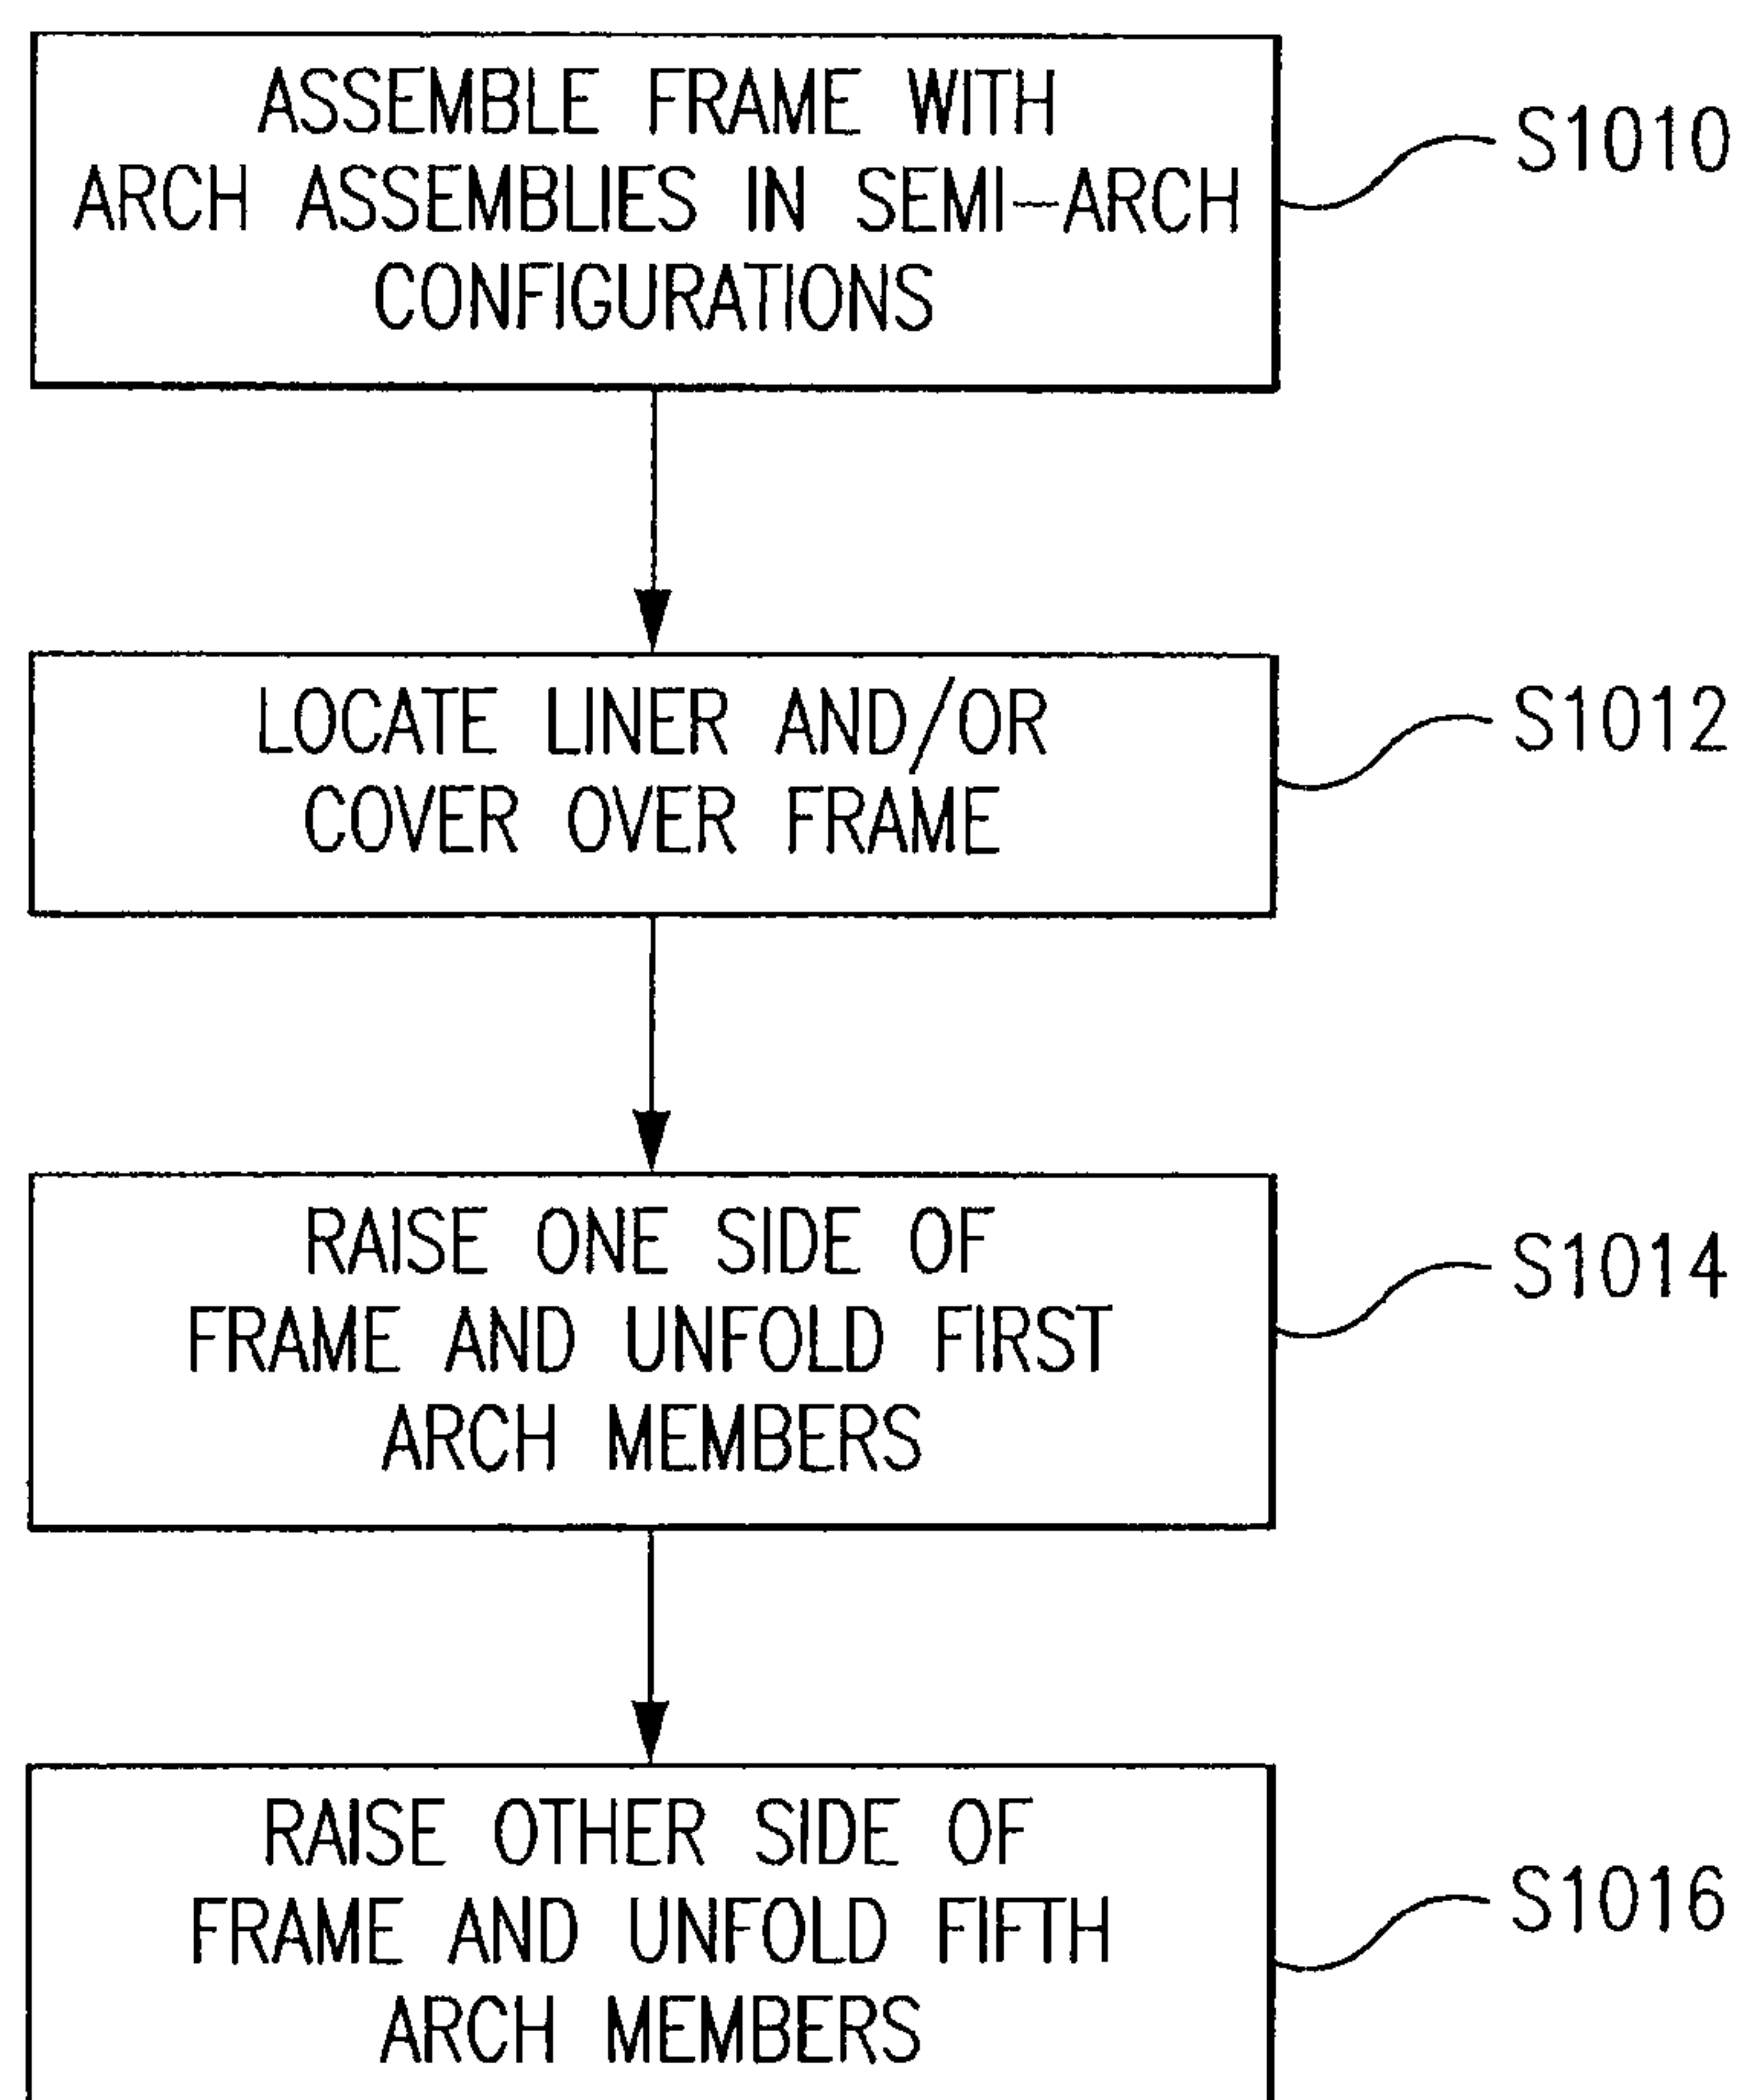 ASSEMBLE FRAME WITH
ARCH ASSEMBLIES IN SEMI-ARCH
CONFIGURATIONS
S1010
LOCATE LINER AND/OR
COVER OVER FRAME
S1012
RAISE ONE SIDE OF
FRAME AND UNFOLD FIRST
ARCH MEMBERS
S1014
RAISE OTHER SIDE OF
FRAME AND UNFOLD FIFTH
ARCH MEMBERS
S1016